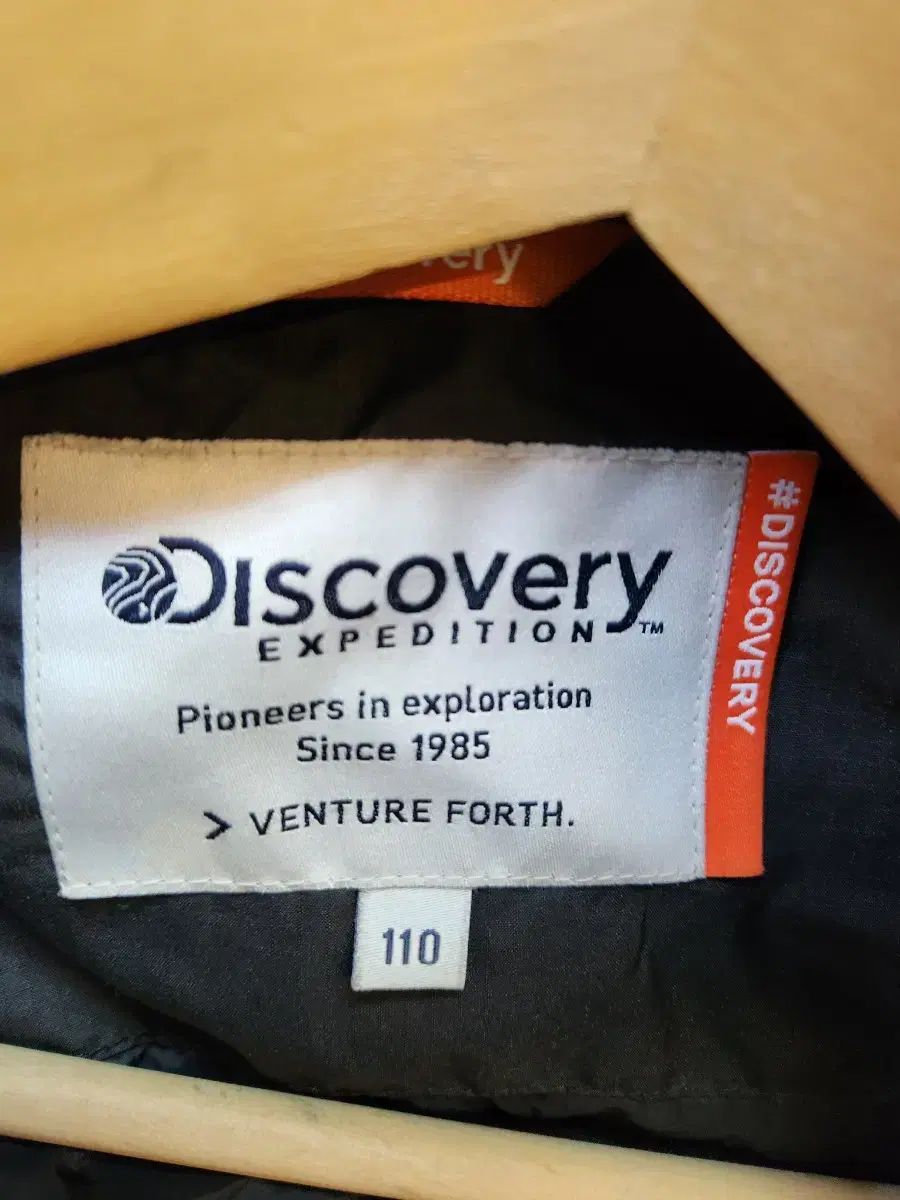 Discovery
EXPEDITION™
Pioneers in exploration
Since 1985
> VENTURE FORTH.
#DISCOVERY
110